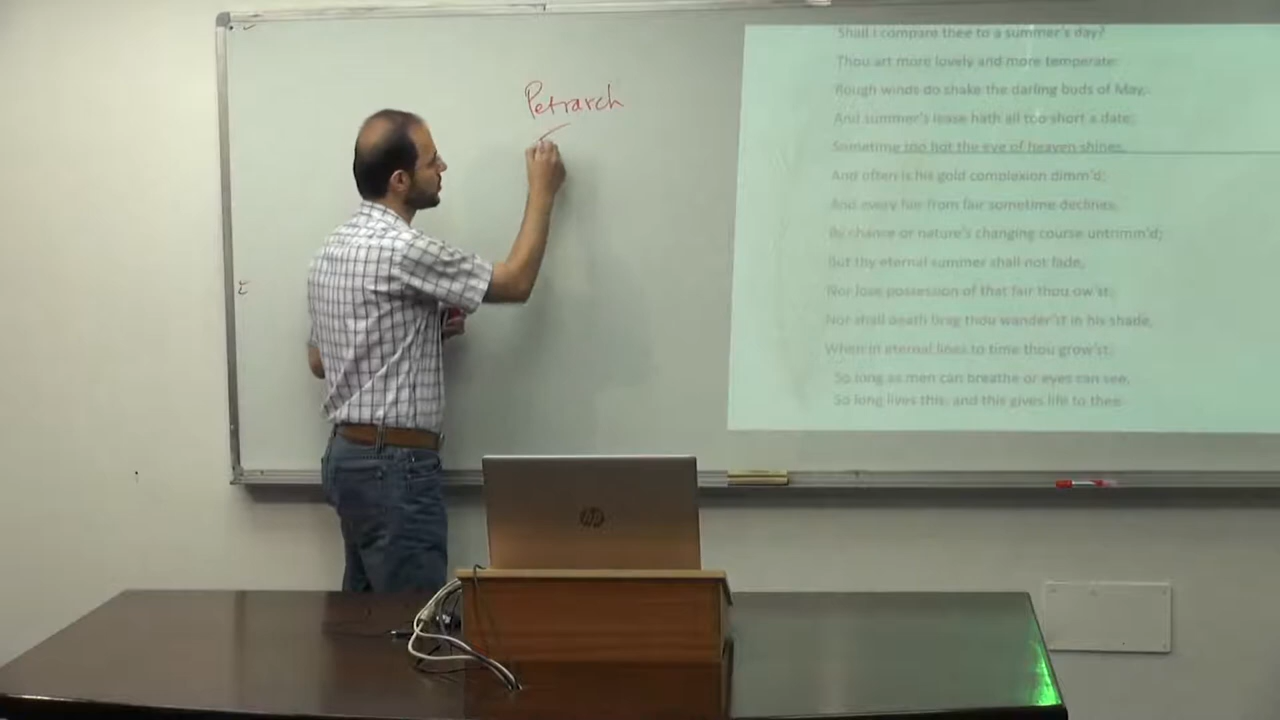 Petrarch
Shall I compare thee to a summer's day?
Thou art more lovely and more temperate:
Rough winds do shake the darling buds of May,
And summer's lease hath all too short a date:
Sometime too hot the eye of heaven shines,
And often is his gold complexion dimm'd;
And every fair from fair sometime declines,
By chance or nature's changing course untrimm'd;
But thy eternal summer shall not fade,
Nor lose possession of that fair thou ow'st;
Nor shall death brag thou wander'st in his shade,
When in eternal lines to time thou grow'st:
So long as men can breathe or eyes can see,
So long lives this, and this gives life to thee.
hp